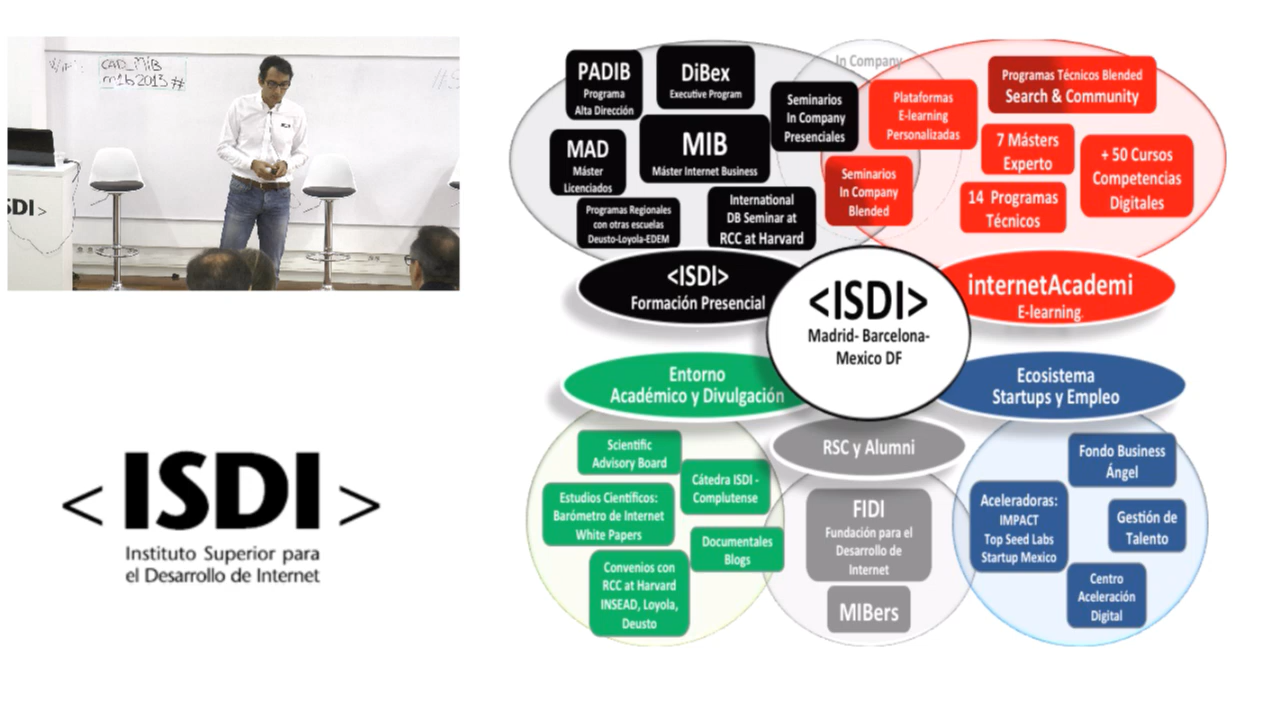 CAD_MIB
mib2013#
SDI>
<ISDI>
Instituto Superior para
el Desarrollo de Internet
In Company
PADIB
Programa
Alta Dirección
DiBex
Executive Program
Seminarios
In Company
Presenciales
MAD
Máster
Licenciados
MIB
Máster Internet Business
Programas Regionales
con otras escuelas
Deusto-Loyola-EDEM
International
DB Seminar at
RCC at Harvard
Plataformas
E-learning
Personalizadas
Seminarios
In Company
Blended
Programas Técnicos Blended
Search & Community
7 Másters
Experto
+ 50 Cursos
Competencias
Digitales
14 Programas
Técnicos
<ISDI>
Formación Presencial
<ISDI>
Madrid- Barcelona-
Mexico DF
internetAcademi
E-learning
Entorno
Académico y Divulgación
Ecosistema
Startups y Empleo
RSC y Alumni
Scientific
Advisory Board
Cátedra ISDI -
Complutense
Estudios Científicos:
Barómetro de Internet
White Papers
Documentales
Blogs
Convenios con
RCC at Harvard
INSEAD, Loyola,
Deusto
FIDI
Fundación para el
Desarrollo de
Internet
MIBers
Fondo Business
Ángel
Aceleradoras:
IMPACT
Top Seed Labs
Startup Mexico
Gestión de
Talento
Centro
Aceleración
Digital